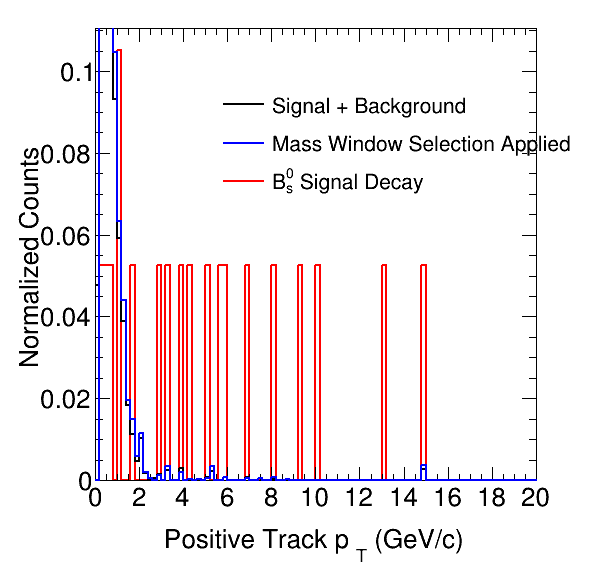 0.1
0.08
0.06
0.04
0.02
0
Normalized Counts
Signal + Background
Mass Window Selection Applied
B⁰ₛ Signal Decay
0 2 4 6 8 10 12 14 16 18 20
Positive Track p_T (GeV/c)